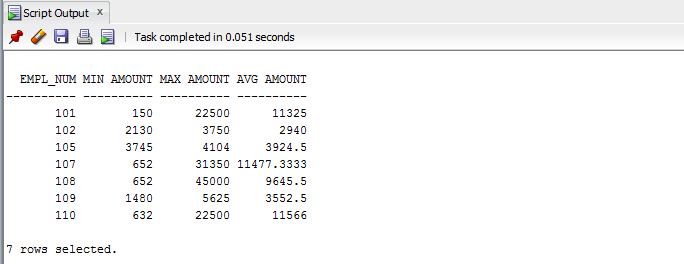 Script Output x
Task completed in 0.051 seconds
EMPL_NUM MIN AMOUNT MAX AMOUNT AVG AMOUNT
---------- ---------- ---------- ----------
101 150 22500 11325
102 2130 3750 2940
105 3745 4104 3924.5
107 652 31350 11477.3333
108 652 45000 9645.5
109 1480 5625 3552.5
110 632 22500 11566
7 rows selected.